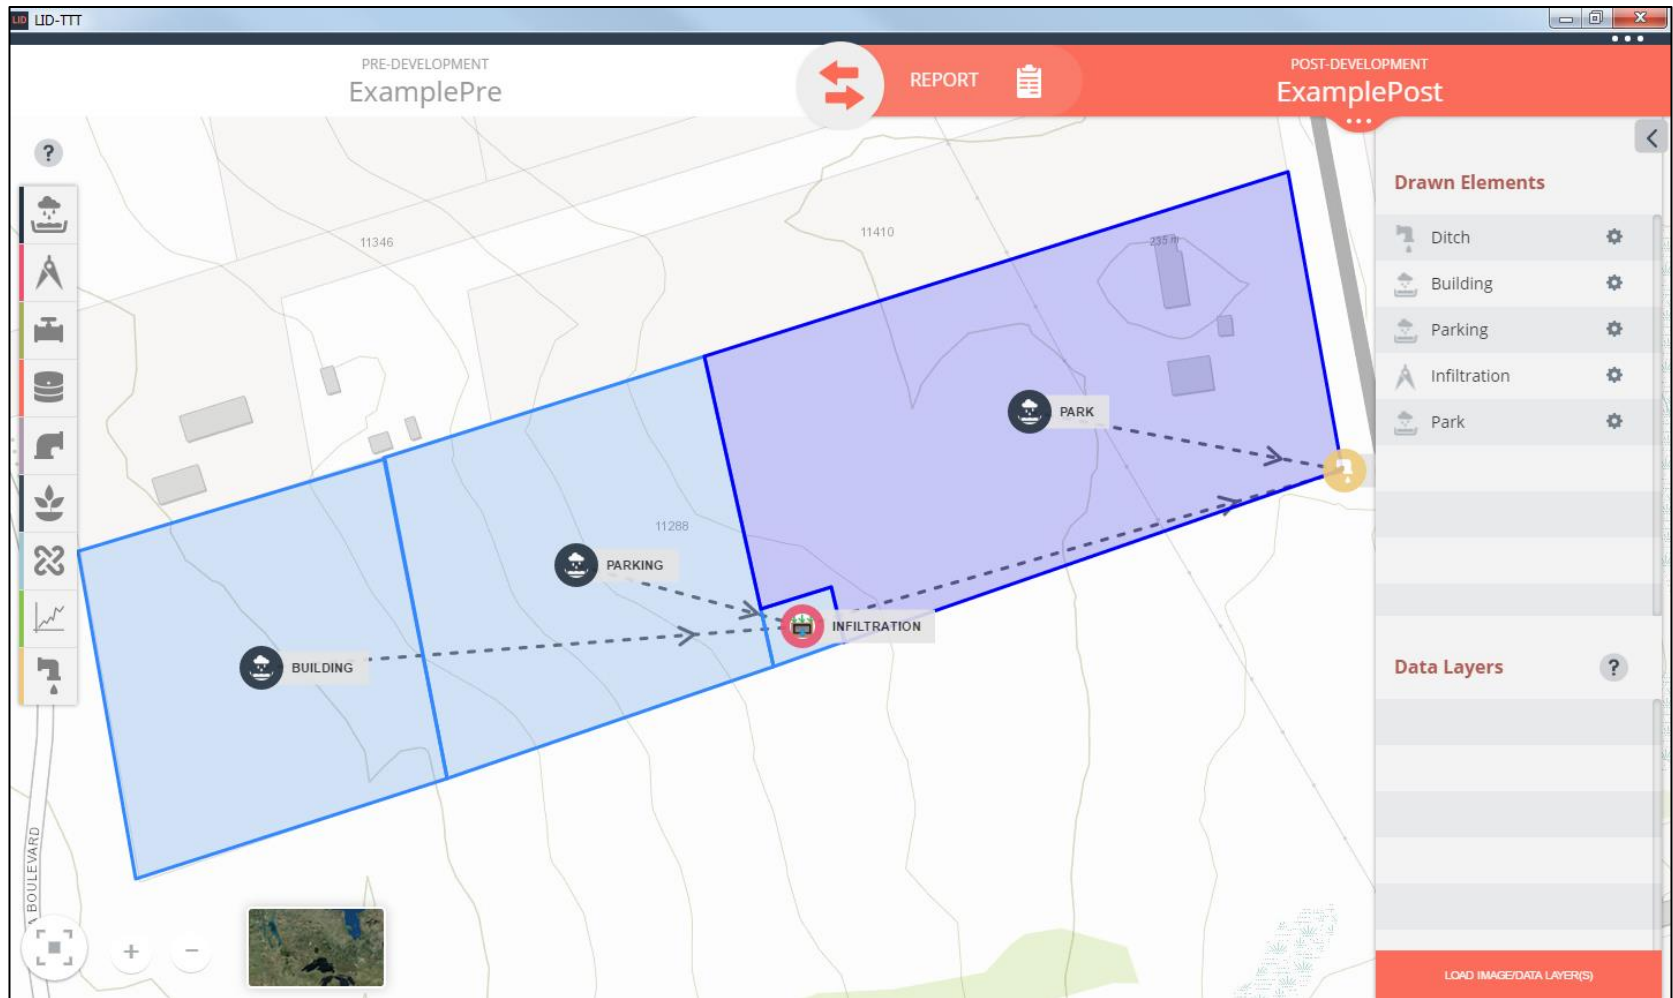 LID LID-TTT
PRE-DEVELOPMENT
ExamplePre
REPORT
POST-DEVELOPMENT
ExamplePost
?
Drawn Elements
Ditch
Building
Parking
Infiltration
Park
11346
11410
235 m
PARK
11288
PARKING
INFILTRATION
BUILDING
Data Layers ?
BOULEVARD
+ −
LOAD IMAGE/DATA LAYER(S)